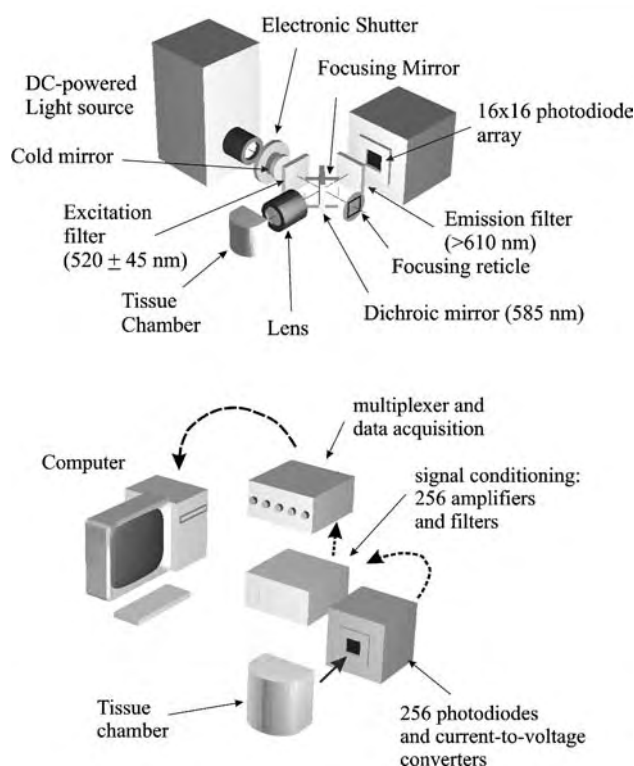 Electronic Shutter
DC-powered
Light source
Focusing Mirror
16x16 photodiode
array
Cold mirror
Excitation
filter
(520 ± 45 nm)
Emission filter
(>610 nm)
Focusing reticle
Tissue
Chamber
Lens
Dichroic mirror (585 nm)
multiplexer and
data acquisition
Computer
signal conditioning:
256 amplifiers
and filters
Tissue
chamber
256 photodiodes
and current-to-voltage
converters